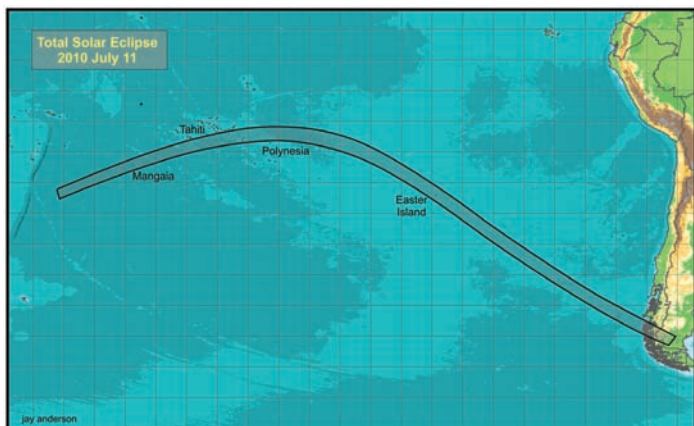 Total Solar Eclipse
2010 July 11
Tahiti
Polynesia
Mangaia
Easter
Island
jay anderson